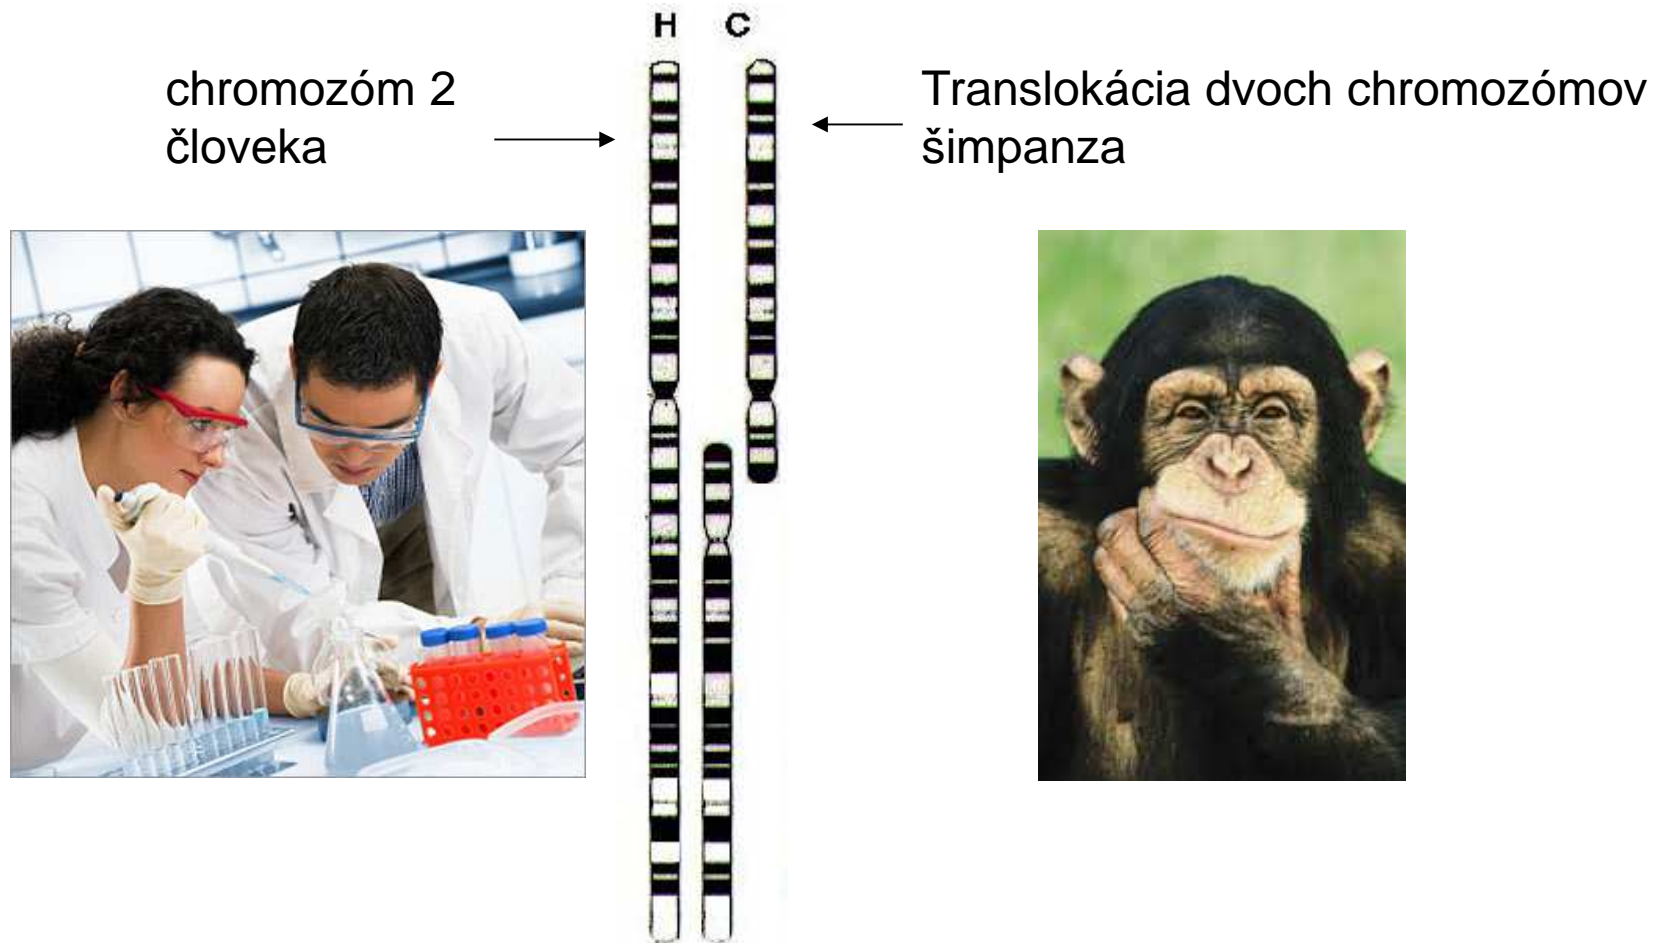 H C
chromozóm 2
človeka
Translokácia dvoch chromozómov
šimpanza